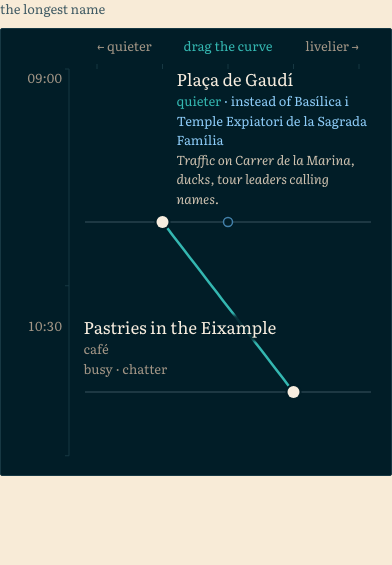 the longest name
← quieter drag the curve livelier →
09:00 Plaça de Gaudí
quieter · instead of Basílica i
Temple Expiatori de la Sagrada
Família
Traffic on Carrer de la Marina,
ducks, tour leaders calling
names.
10:30 Pastries in the Eixample
café
busy · chatter